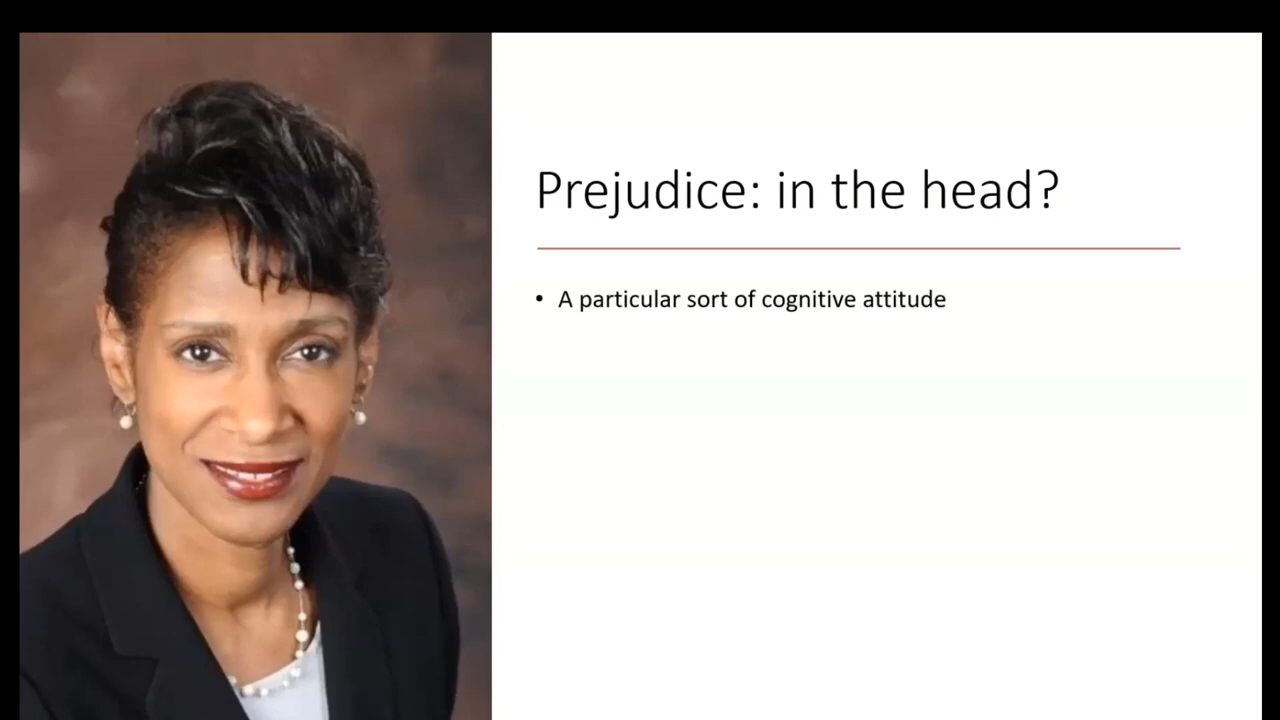 Prejudice: in the head?
• A particular sort of cognitive attitude